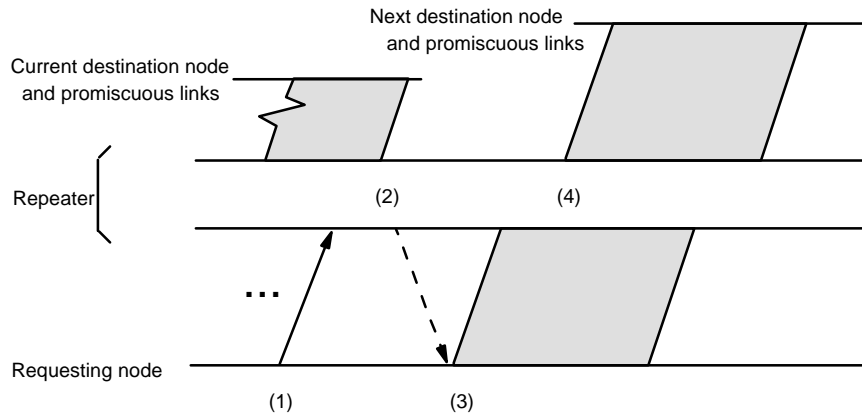 Next destination node
and promiscuous links
Current destination node
and promiscuous links
Repeater
(2)
(4)
...
Requesting node
(1)
(3)